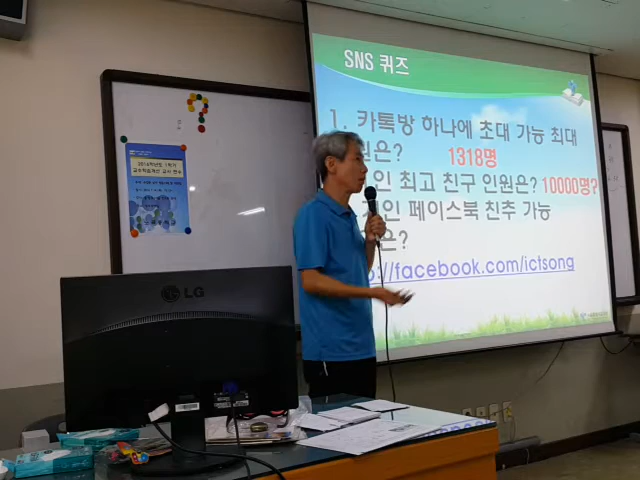 SNS 퀴즈
1. 카톡방 하나에 초대 가능 최대
원은?
1318명
인 최고 친구 인원은? 10000명?
인 페이스북 친추 가능
은?
//facebook.com/ictsong
LG